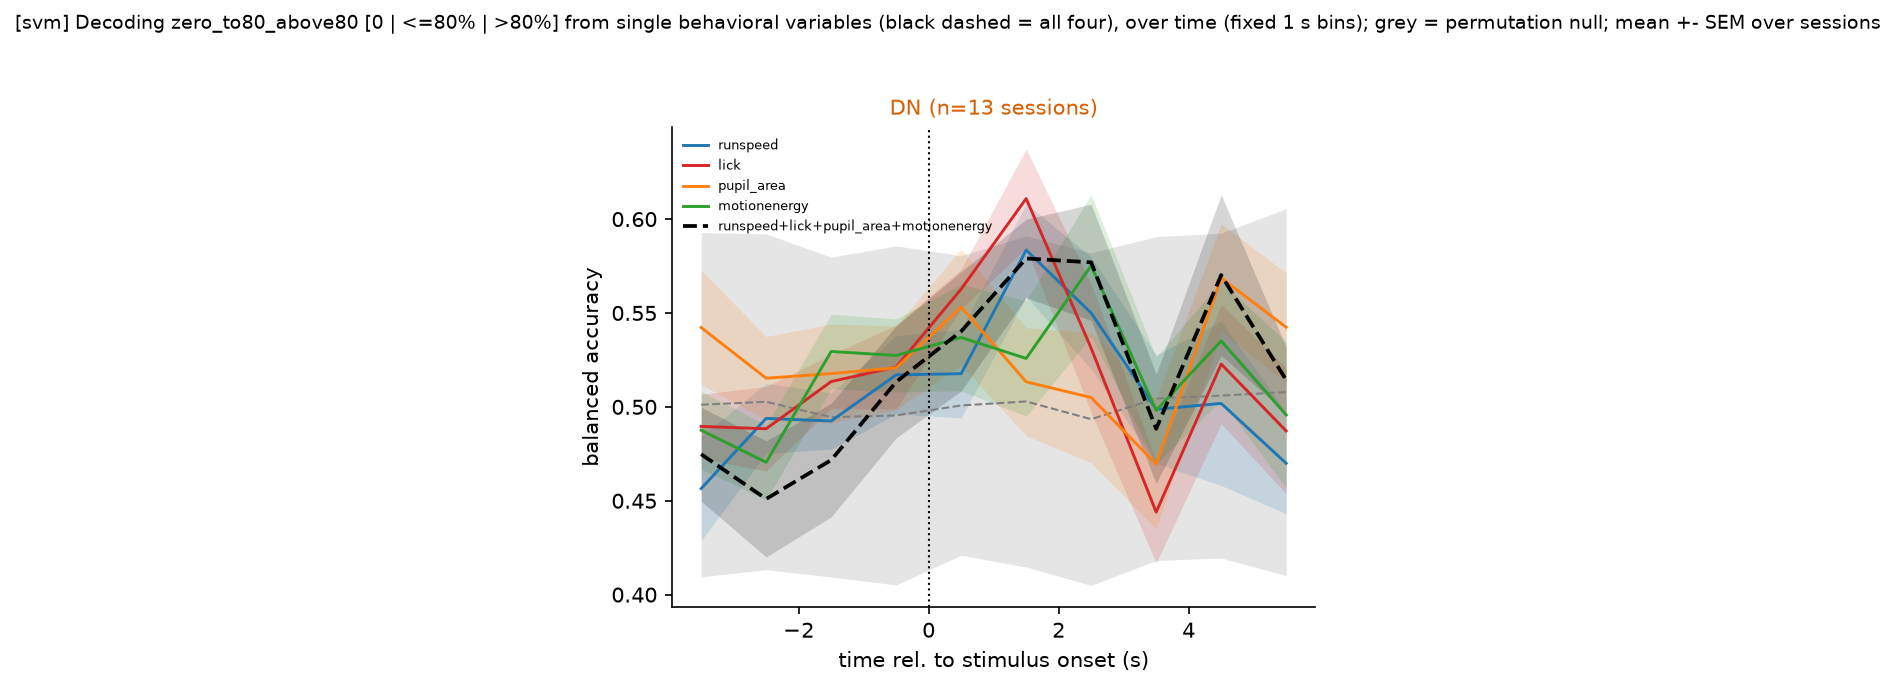 [svm] Decoding zero_to80_above80 [0 | <=80% | >80%] from single behavioral variables (black dashed = all four), over time (fixed 1 s bins); grey = permutation null; mean +- SEM over sessions
DN (n=13 sessions)
runspeed
lick
pupil_area
motionenergy
runspeed+lick+pupil_area+motionenergy
balanced accuracy
0.60
0.55
0.50
0.45
0.40
−2 0 2 4
time rel. to stimulus onset (s)